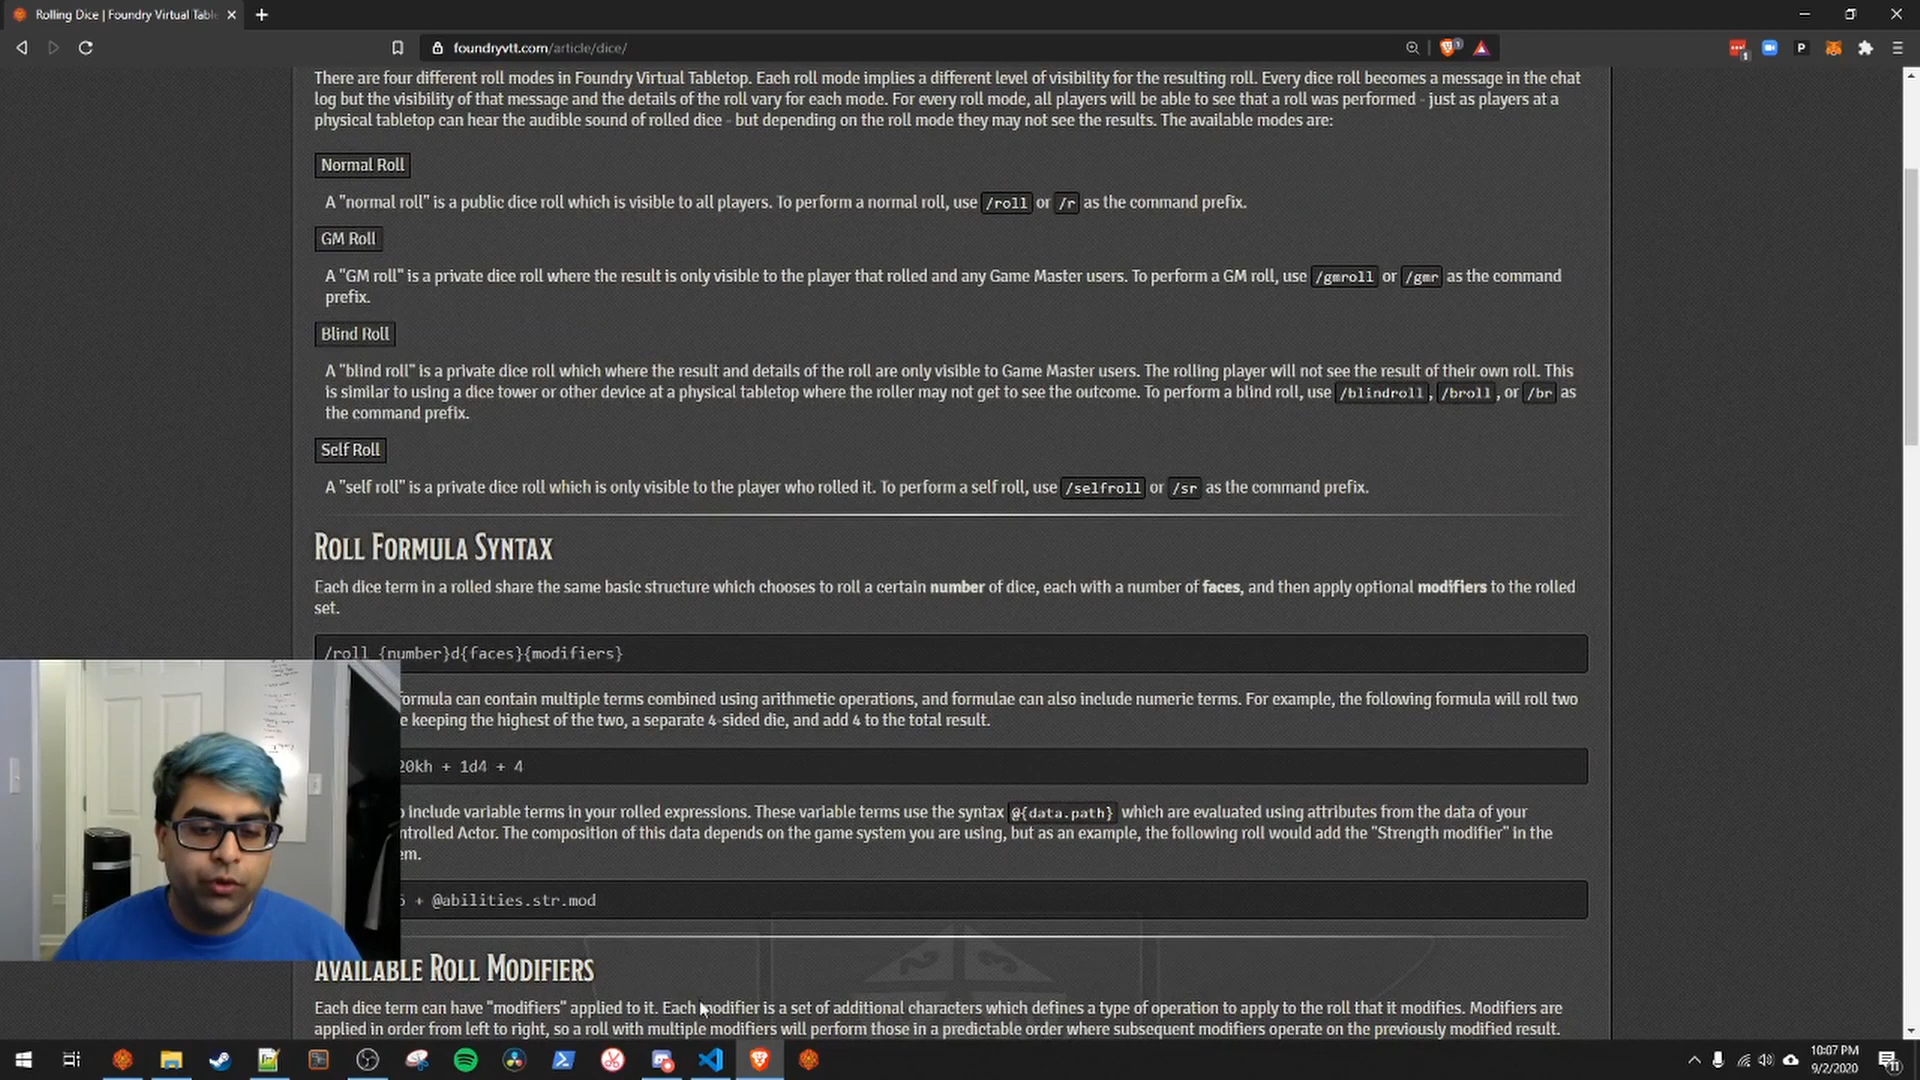 Rolling Dice | Foundry Virtual Tabl
foundryvtt.com/article/dice/
There are four different roll modes in Foundry Virtual Tabletop. Each roll mode implies a different level of visibility for the resulting roll. Every dice roll becomes a message in the chat
log but the visibility of that message and the details of the roll vary for each mode. For every roll mode, all players will be able to see that a roll was performed - just as players at a
physical tabletop can hear the audible sound of rolled dice - but depending on the roll mode they may not see the results. The available modes are:
Normal Roll
A "normal roll" is a public dice roll which is visible to all players. To perform a normal roll, use /roll or /r as the command prefix.
GM Roll
A "GM roll" is a private dice roll where the result is only visible to the player that rolled and any Game Master users. To perform a GM roll, use /gmroll or /gmr as the command
prefix.
Blind Roll
A "blind roll" is a private dice roll which where the result and details of the roll are only visible to Game Master users. The rolling player will not see the result of their own roll. This
is similar to using a dice tower or other device at a physical tabletop where the roller may not get to see the outcome. To perform a blind roll, use /blindroll, /broll, or /br as
the command prefix.
Self Roll
A "self roll" is a private dice roll which is only visible to the player who rolled it. To perform a self roll, use /selfroll or /sr as the command prefix.
ROLL FORMULA SYNTAX
Each dice term in a rolled share the same basic structure which chooses to roll a certain number of dice, each with a number of faces, and then apply optional modifiers to the rolled
set.
/roll {number}d{faces}{modifiers}
formula can contain multiple terms combined using arithmetic operations, and formulae can also include numeric terms. For example, the following formula will roll two
keeping the highest of the two, a separate 4-sided die, and add 4 to the total result.
20kh + 1d4 + 4
include variable terms in your rolled expressions. These variable terms use the syntax @{data.path} which are evaluated using attributes from the data of your
ntrolled Actor. The composition of this data depends on the game system you are using, but as an example, the following roll would add the "Strength modifier" in the
em.
+ @abilities.str.mod
AVAILABLE ROLL MODIFIERS
Each dice term can have "modifiers" applied to it. Each modifier is a set of additional characters which defines a type of operation to apply to the roll that it modifies. Modifiers are
applied in order from left to right, so a roll with multiple modifiers will perform those in a predictable order where subsequent modifiers operate on the previously modified result.
10:07 PM
9/2/2020